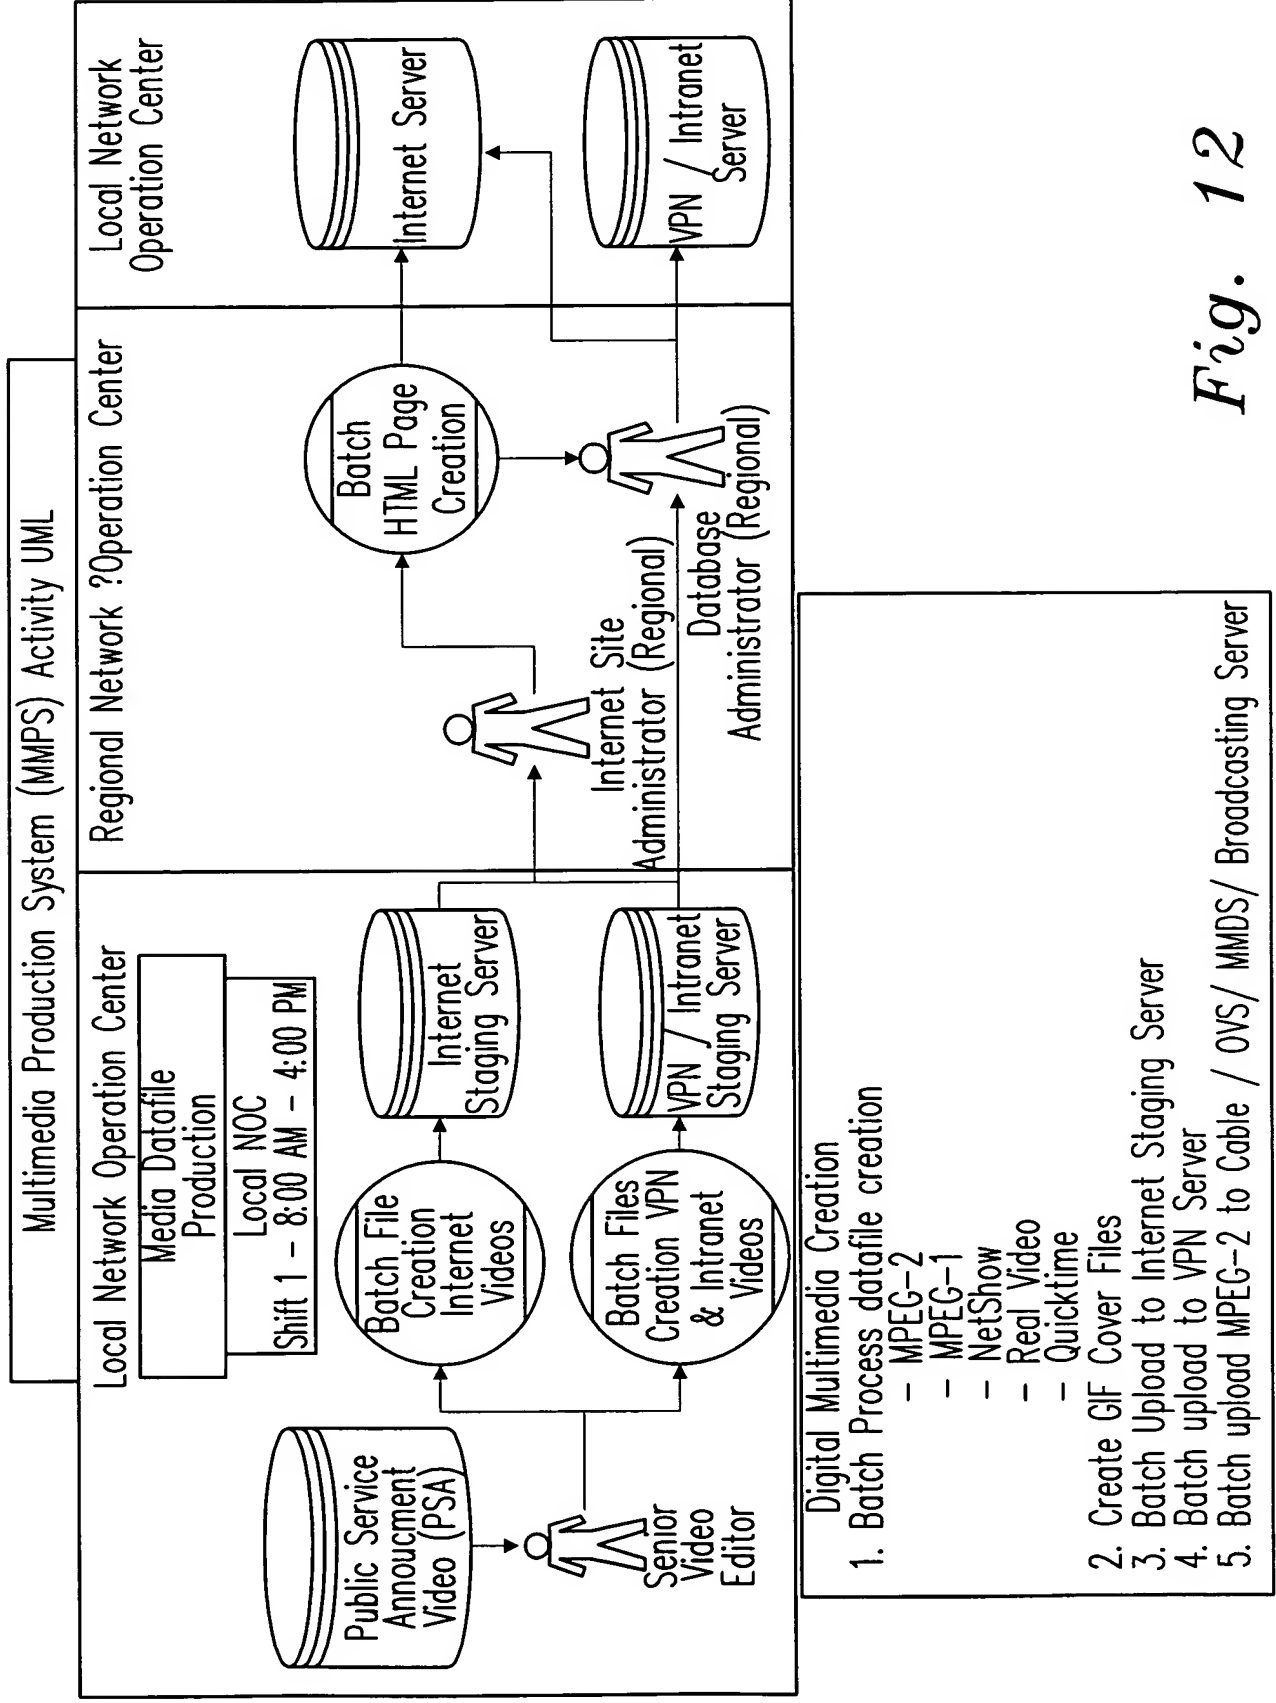 Multimedia Production System (MMPS) Activity UML
Local Network Operation Center
Media Datafile
Production
Local NOC
Shift 1 – 8:00 AM – 4:00 PM
Public Service
Annoucment
Video (PSA)
Senior
Video
Editor
Batch File
Creation
Internet
Videos
Batch Files
Creation VPN
& Intranet
Videos
Internet
Staging Server
VPN / Intranet
Staging Server
Regional Network ?Operation Center
Internet Site
Administrator (Regional)
Batch
HTML Page
Creation
Database
Administrator (Regional)
Local Network
Operation Center
Internet Server
VPN / Intranet
Server
Digital Multimedia Creation
1. Batch Process datafile creation
– MPEG–2
– MPEG–1
– NetShow
– Real Video
– Quicktime
2. Create GIF Cover Files
3. Batch Upload to Internet Staging Server
4. Batch upload to VPN Server
5. Batch upload MPEG–2 to Cable / OVS/ MMDS/ Broadcasting Server
Fig. 12